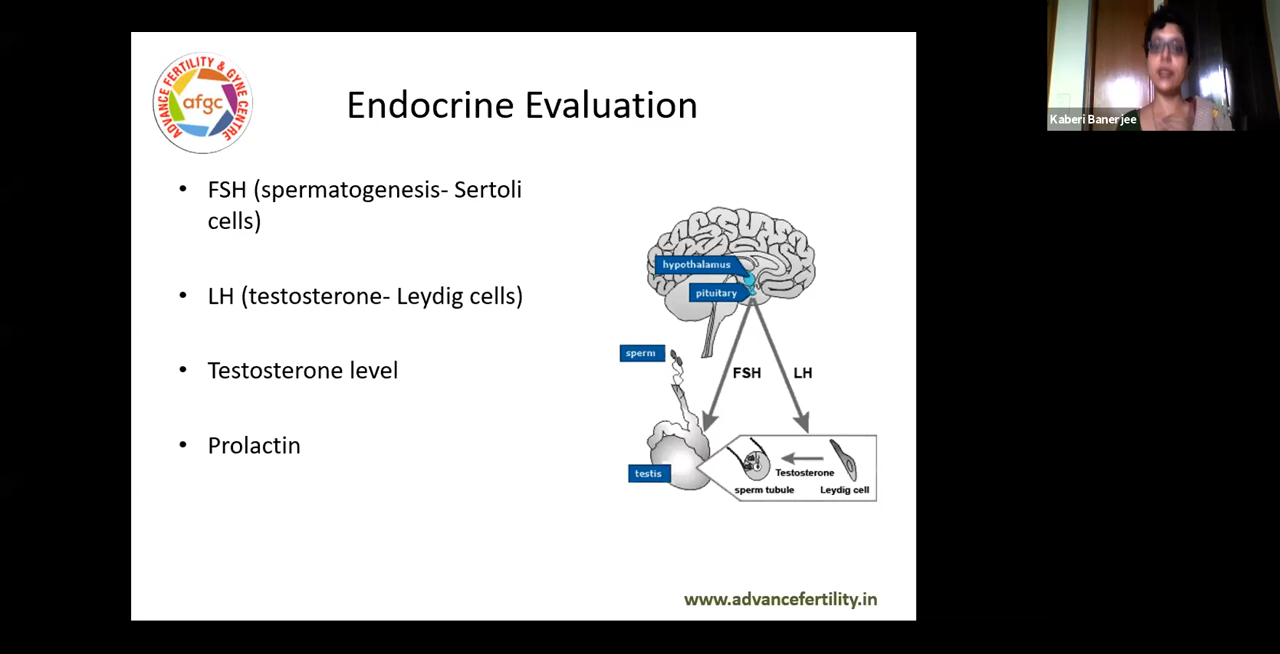 ADVANCE FERTILITY & GYNE CENTRE
afgc
Endocrine Evaluation
Kaberi Banerjee
• FSH (spermatogenesis- Sertoli
cells)
• LH (testosterone- Leydig cells)
• Testosterone level
• Prolactin
hypothalamus
pituitary
sperm
FSH
LH
testis
Testosterone
sperm tubule
Leydig cell
www.advancefertility.in